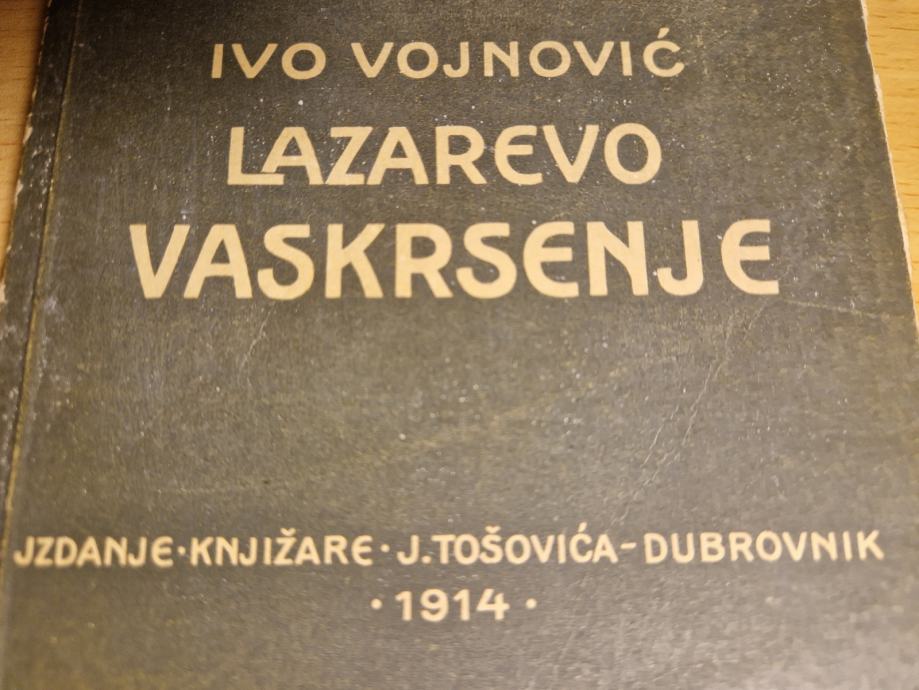 IVO VOJNOVIĆ
LAZAREVO
VASKRSENJE
JZDANJE·KNJIŽARE·J.TOŠOVIĆA-DUBROVNIK
·1914·